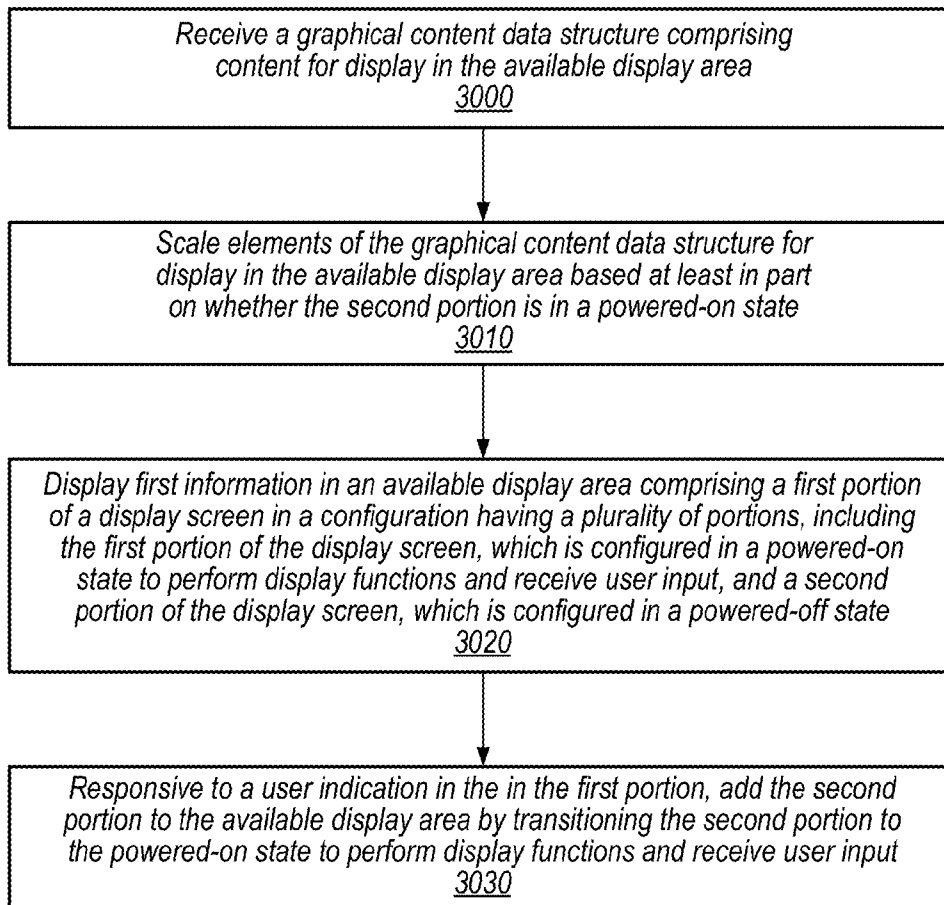 Receive a graphical content data structure comprising
content for display in the available display area
3000
Scale elements of the graphical content data structure for
display in the available display area based at least in part
on whether the second portion is in a powered-on state
3010
Display first information in an available display area comprising a first portion
of a display screen in a configuration having a plurality of portions, including
the first portion of the display screen, which is configured in a powered-on
state to perform display functions and receive user input, and a second
portion of the display screen, which is configured in a powered-off state
3020
Responsive to a user indication in the in the first portion, add the second
portion to the available display area by transitioning the second portion to
the powered-on state to perform display functions and receive user input
3030